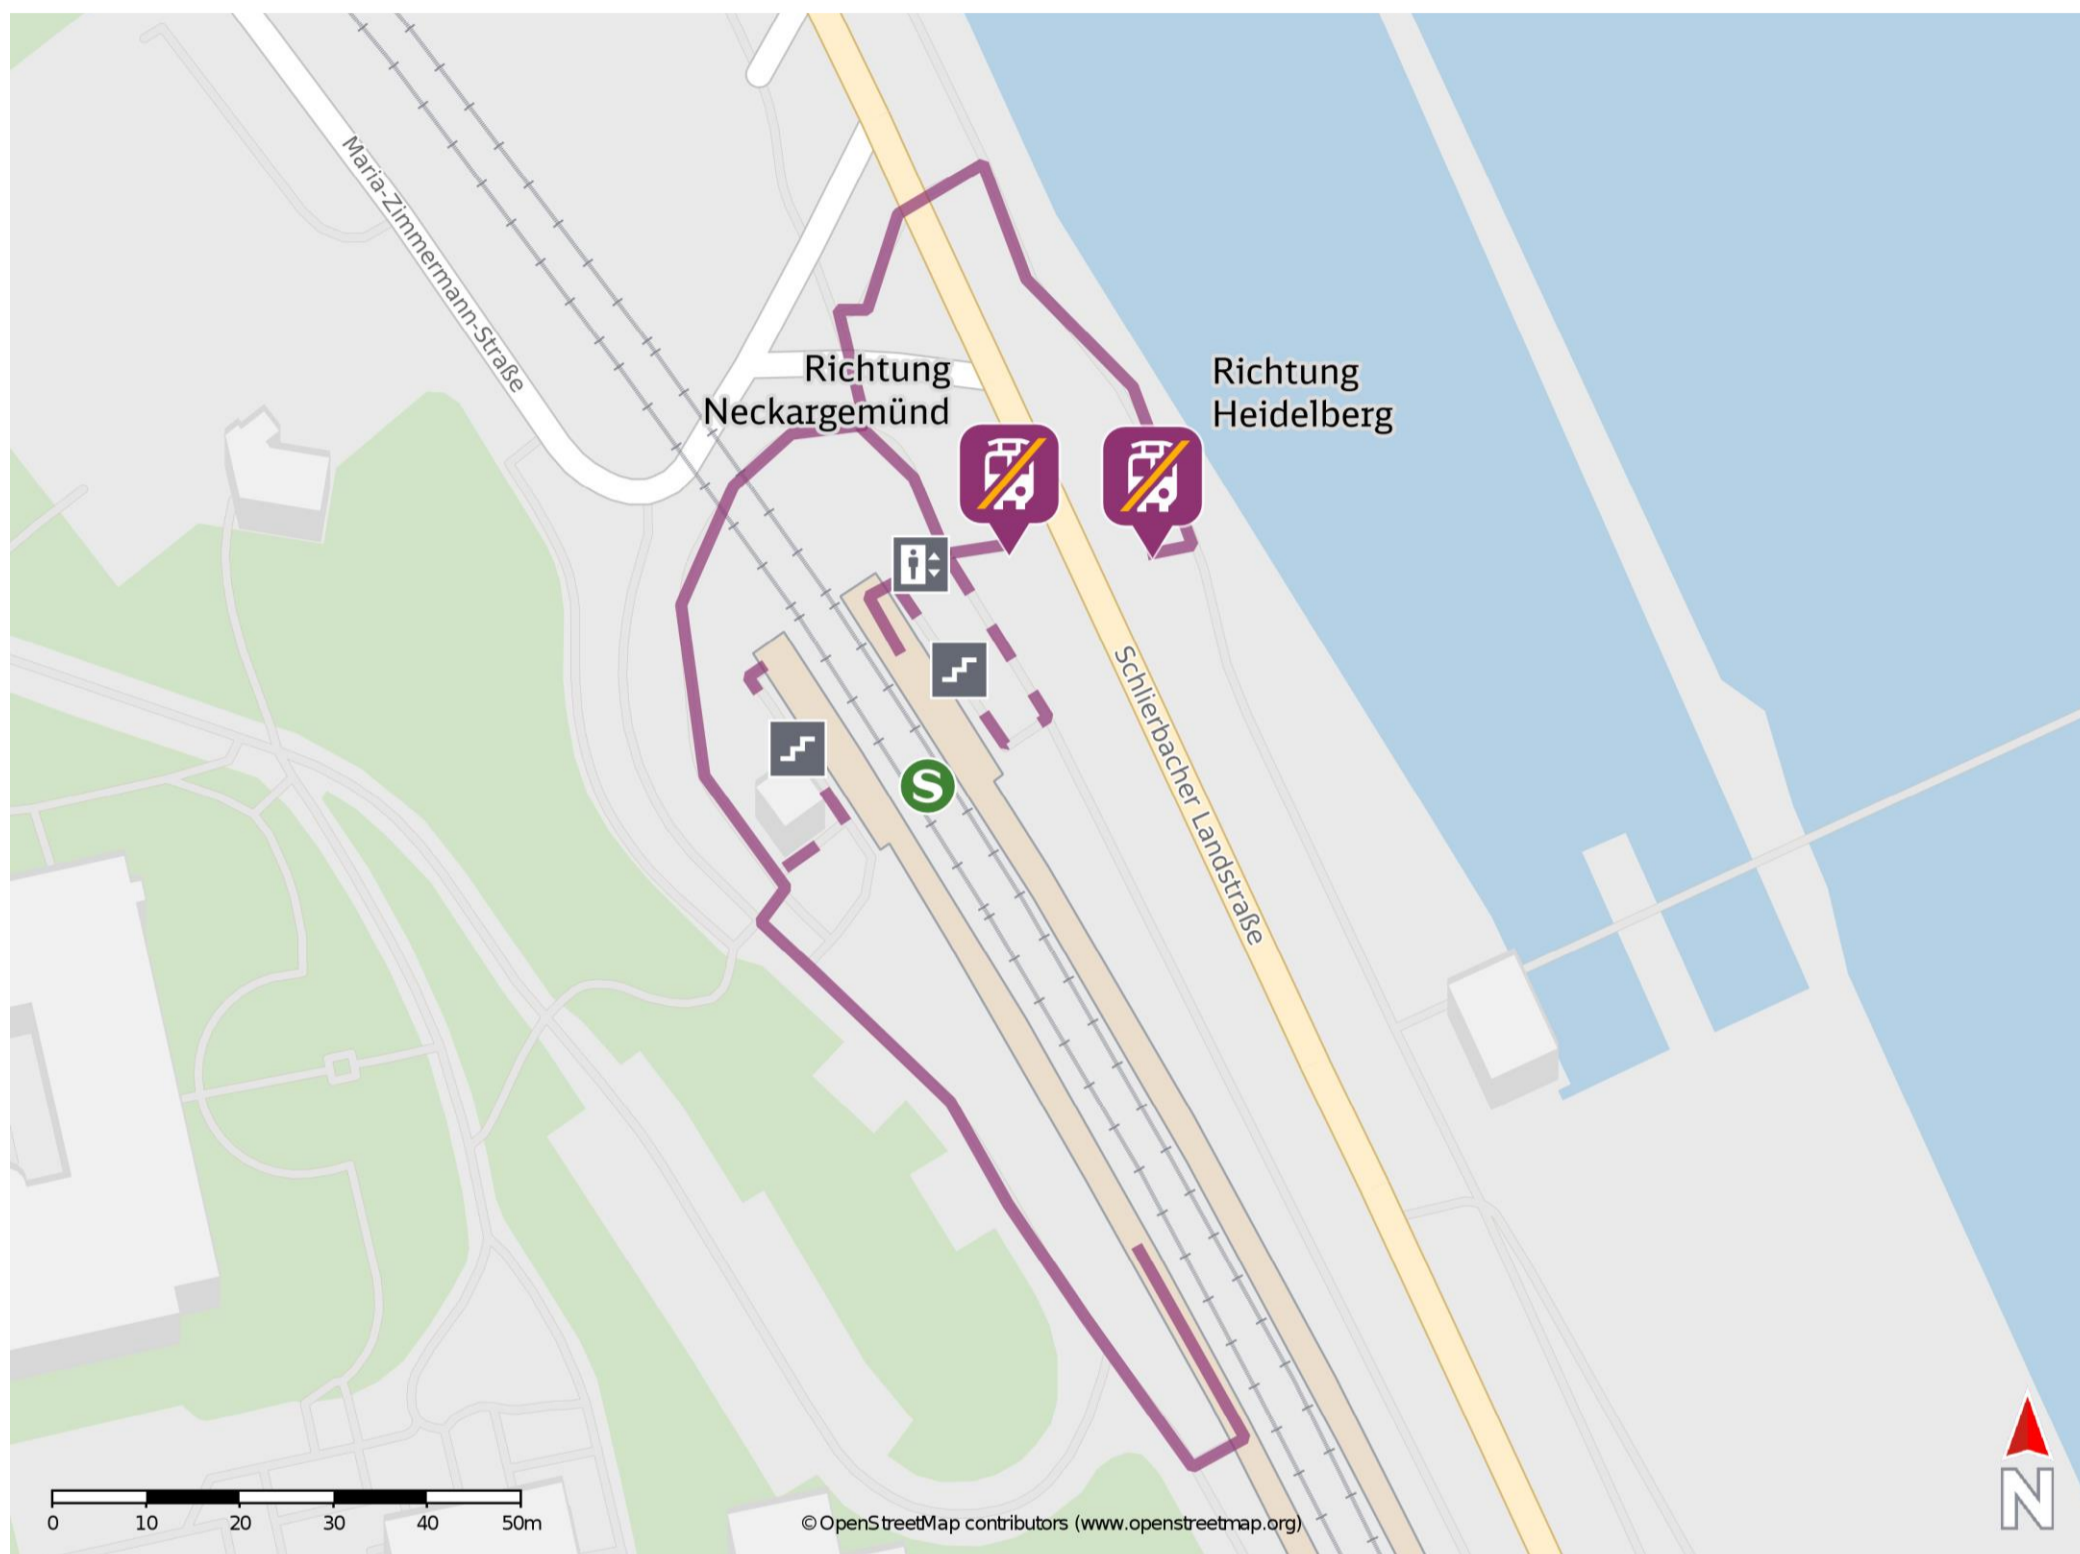 Maria-Zimmermann-Straße
Richtung
Neckargemünd
Richtung
Heidelberg
Schlierbacher Landstraße
S
0 10 20 30 40 50m
© OpenStreetMap contributors (www.openstreetmap.org)
N